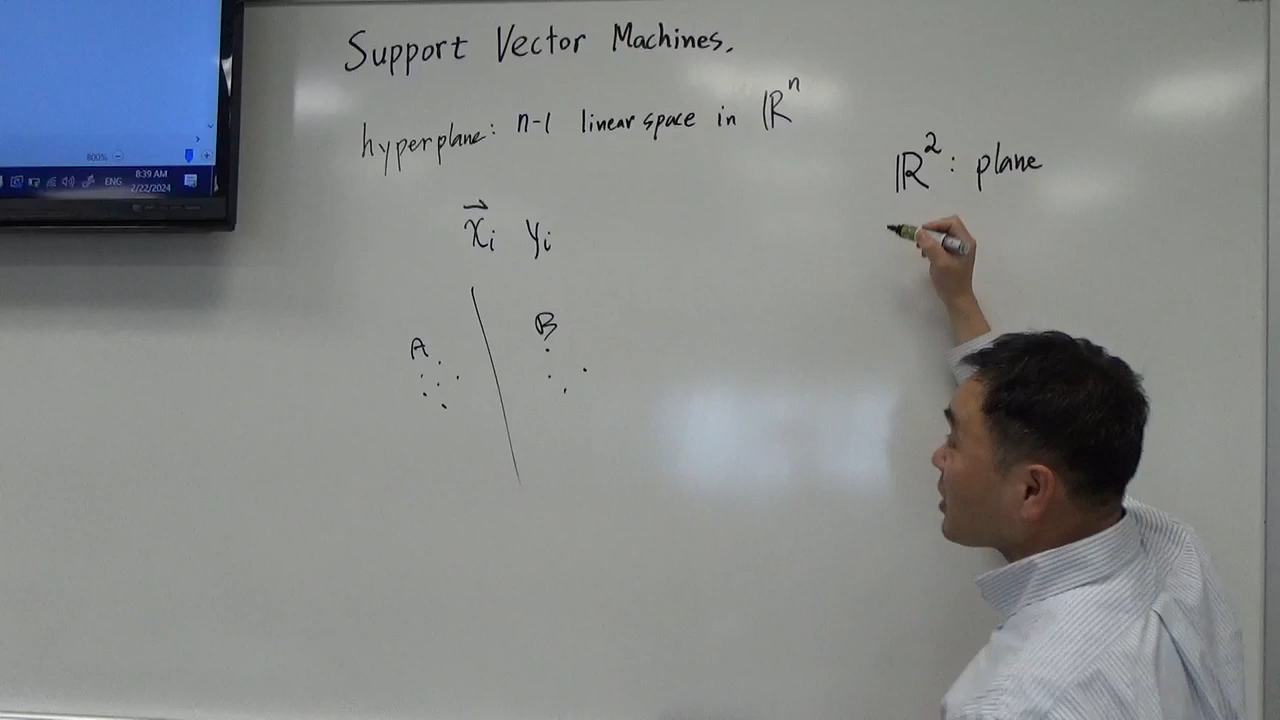 Support Vector Machines.
hyperplane: n-1 linear space in ℝⁿ
ℝ²: plane
x⃗ᵢ yᵢ
A B
800%
ENG 8:39 AM
2/22/2024